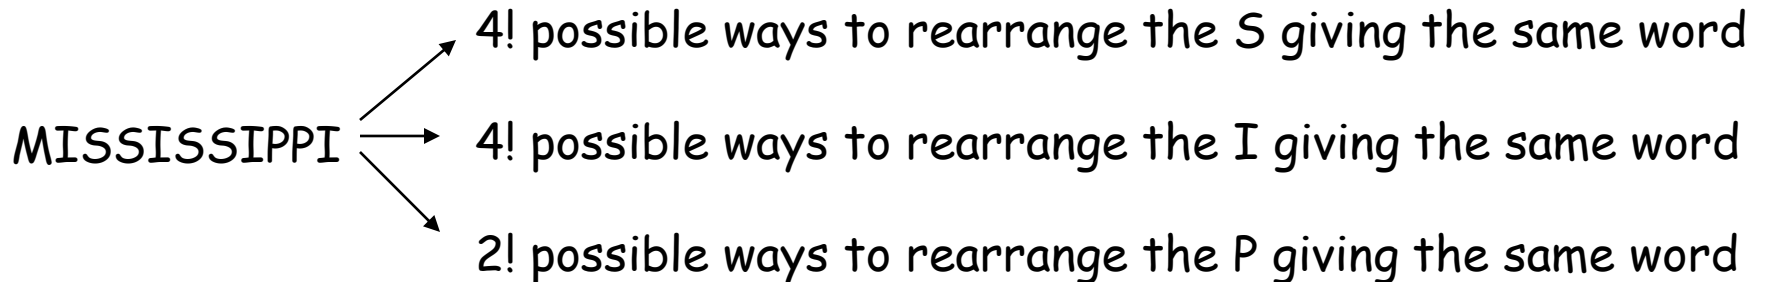 4! possible ways to rearrange the S giving the same word
MISSISSIPPI
4! possible ways to rearrange the I giving the same word
2! possible ways to rearrange the P giving the same word